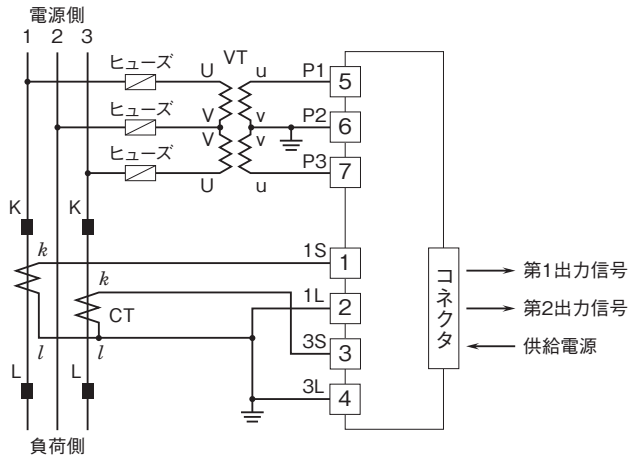 電源側
1 2 3
ヒューズ
U
VT
u
P1
5
ヒューズ
V
v
P2
6
V
v
ヒューズ
U
u
P3
7
K
K
k
1S
1
k
1L
2
CT
l
l
3S
3
L
L
3L
4
負荷側
コネクタ
第1出力信号
第2出力信号
供給電源